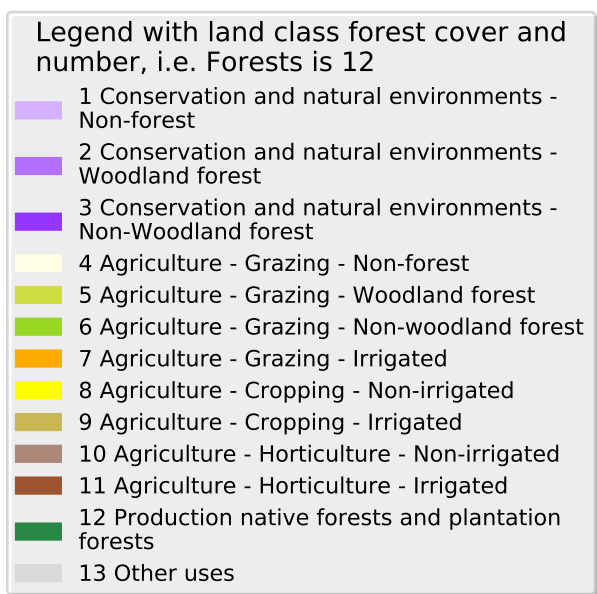 Legend with land class forest cover and
number, i.e. Forests is 12
1 Conservation and natural environments -
Non-forest
2 Conservation and natural environments -
Woodland forest
3 Conservation and natural environments -
Non-Woodland forest
4 Agriculture - Grazing - Non-forest
5 Agriculture - Grazing - Woodland forest
6 Agriculture - Grazing - Non-woodland forest
7 Agriculture - Grazing - Irrigated
8 Agriculture - Cropping - Non-irrigated
9 Agriculture - Cropping - Irrigated
10 Agriculture - Horticulture - Non-irrigated
11 Agriculture - Horticulture - Irrigated
12 Production native forests and plantation
forests
13 Other uses